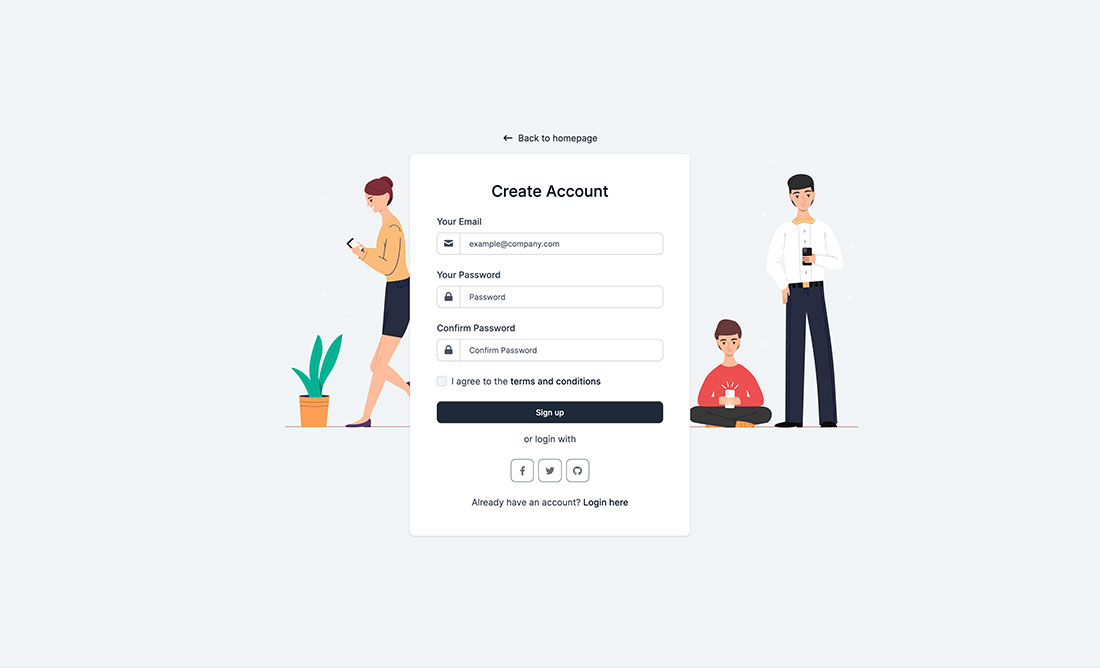 Back to homepage
Create Account
Your Email
example@company.com
Your Password
Password
Confirm Password
Confirm Password
I agree to the terms and conditions
Sign up
or login with
Already have an account? Login here